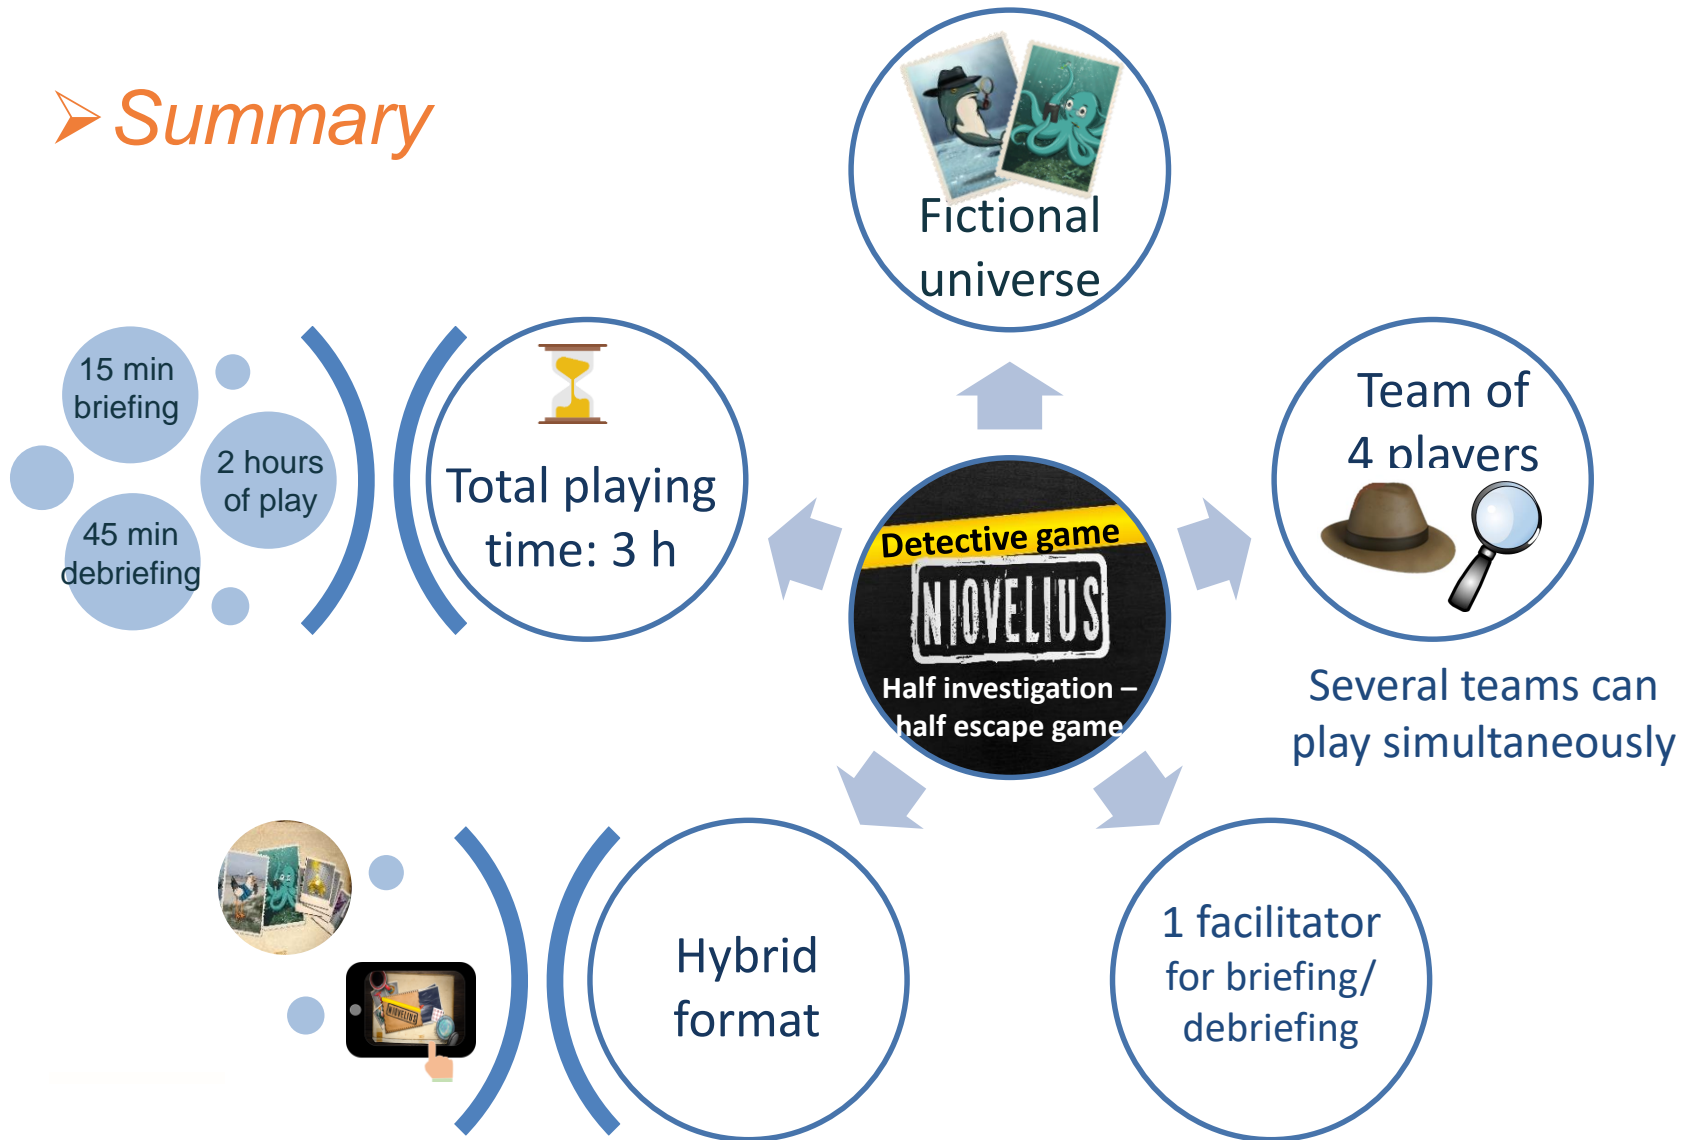 Summary
Fictional
universe
15 min
briefing
2 hours
of play
45 min
debriefing
Total playing
time: 3 h
Team of
4 players
Several teams can
play simultaneously
Detective game
NIOVELIUS
Half investigation –
half escape game
Hybrid
format
NIOVELIUS
1 facilitator
for briefing/
debriefing